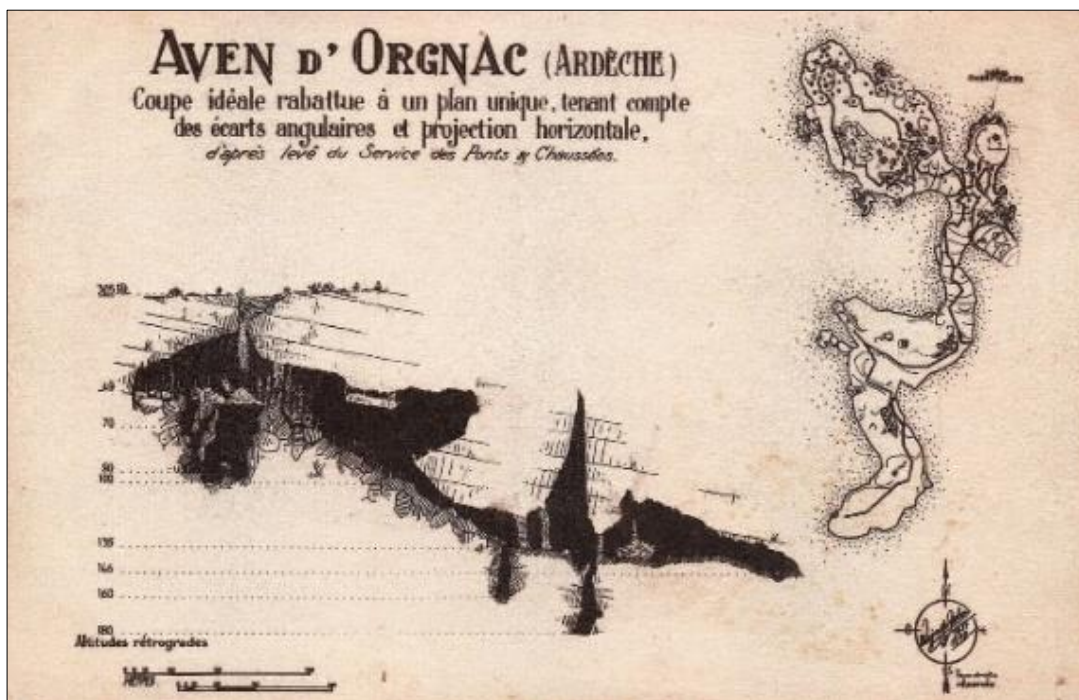 AVEN D' ORGNAC (ARDÈCHE)
Coupe idéale rabattue à un plan unique, tenant compte
des écarts angulaires et projection horizontale,
d'après levé du Service des Ponts & Chaussées.
70
100
135
160
180
Altitudes rétrogrades